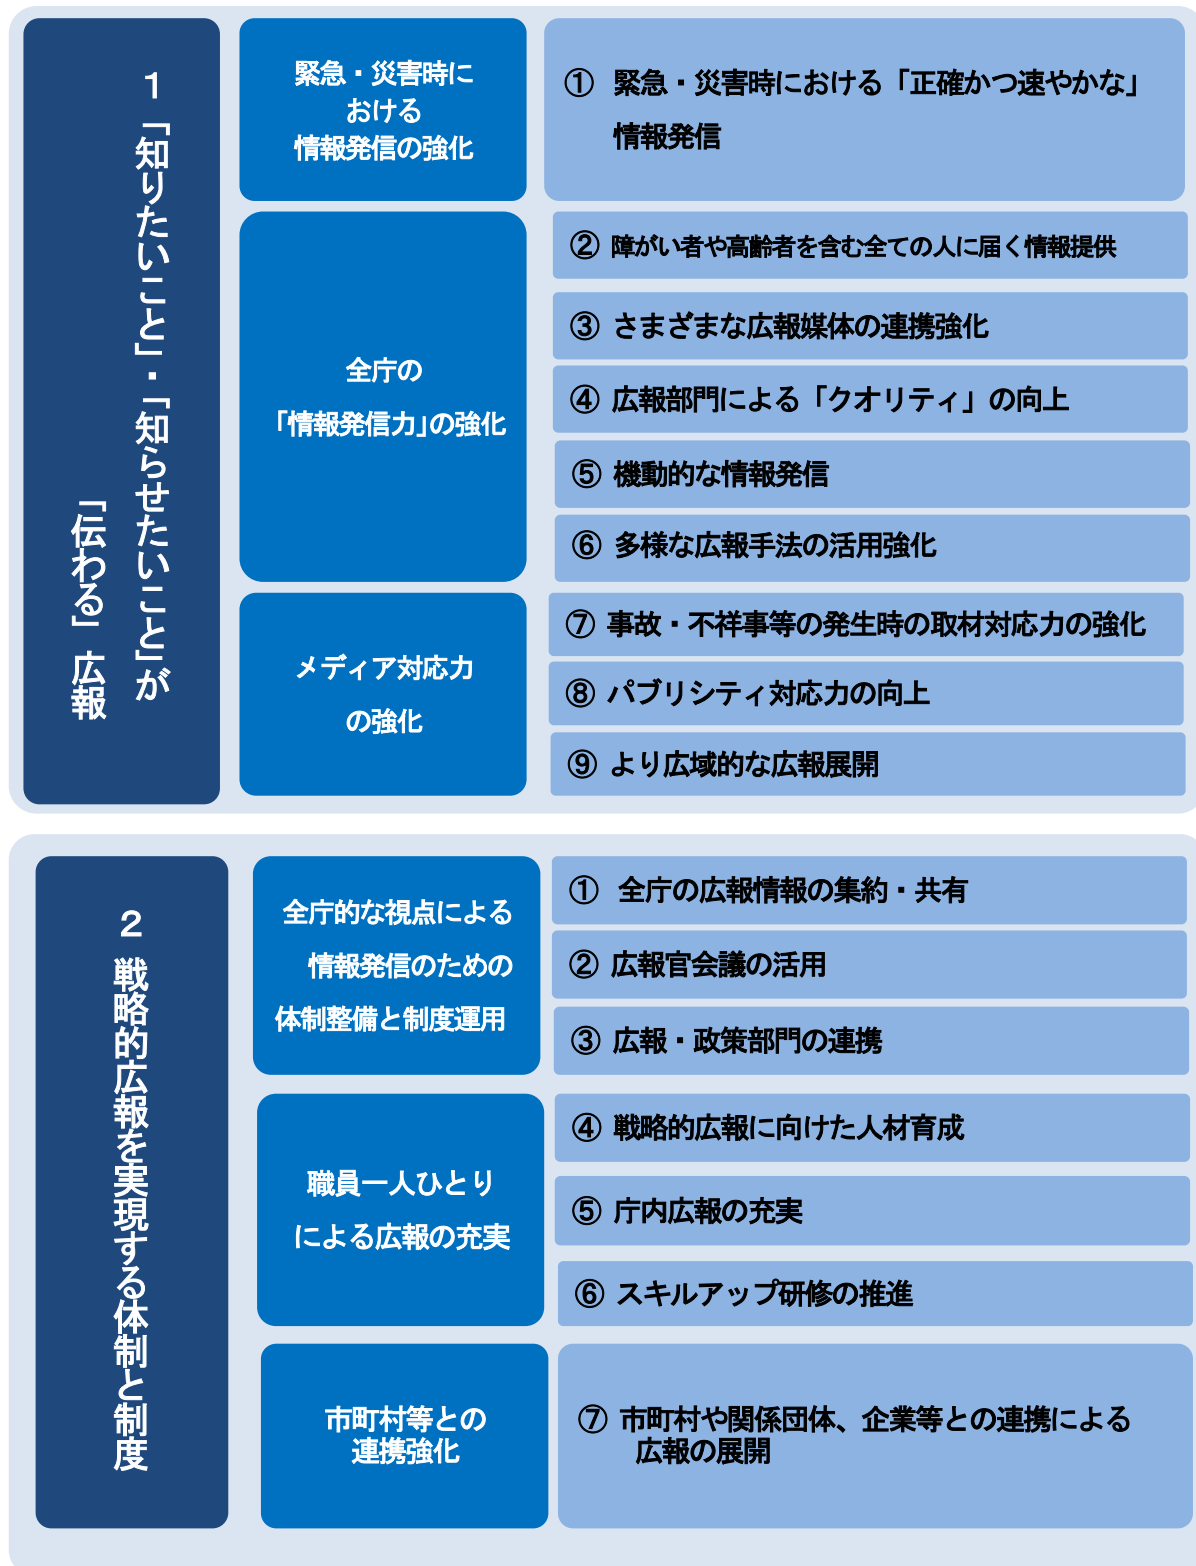 １「知りたいこと」・「知らせたいこと」が
「伝わる」広報
緊急・災害時に
おける
情報発信の強化
① 緊急・災害時における「正確かつ速やかな」
情報発信
全庁の
「情報発信力」の強化
② 障がい者や高齢者を含む全ての人に届く情報提供
③ さまざまな広報媒体の連携強化
④ 広報部門による「クオリティ」の向上
⑤ 機動的な情報発信
⑥ 多様な広報手法の活用強化
メディア対応力
の強化
⑦ 事故・不祥事等の発生時の取材対応力の強化
⑧ パブリシティ対応力の向上
⑨ より広域的な広報展開
２ 戦略的広報を実現する体制と制度
全庁的な視点による
情報発信のための
体制整備と制度運用
① 全庁の広報情報の集約・共有
② 広報官会議の活用
③ 広報・政策部門の連携
職員一人ひとり
による広報の充実
④ 戦略的広報に向けた人材育成
⑤ 庁内広報の充実
⑥ スキルアップ研修の推進
市町村等との
連携強化
⑦ 市町村や関係団体、企業等との連携による
広報の展開